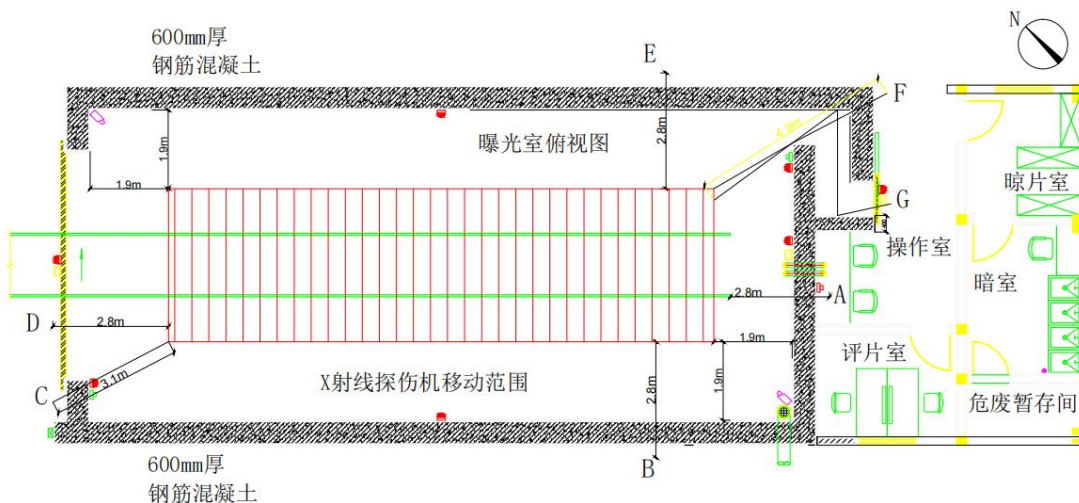 600mm厚
钢筋混凝土
N
E
F
曝光室俯视图
2.8m
4.9m
1.9m
1.9m
晾片室
G
操作室
暗室
A
2.8m
D
2.8m
1.9m
3.1m
C
X射线探伤机移动范围
2.8m
1.9m
评片室
危废暂存间
B
600mm厚
钢筋混凝土